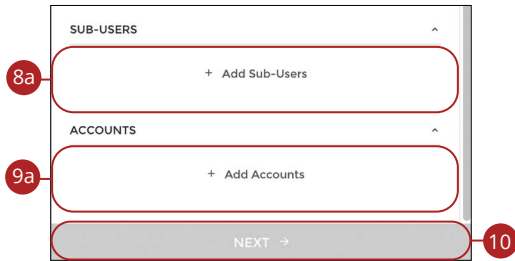 SUB-USERS
8a
+ Add Sub-Users
ACCOUNTS
9a
+ Add Accounts
NEXT →
10